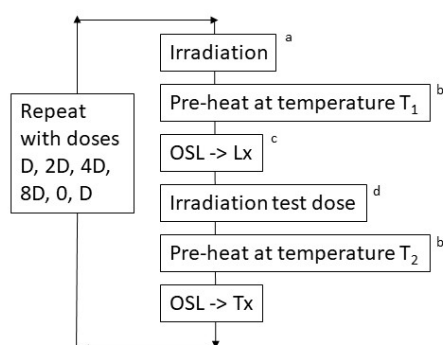 Irradiation a
Pre-heat at temperature T₁ b
Repeat
with doses
D, 2D, 4D,
8D, 0, D
OSL -> Lx c
Irradiation test dose d
Pre-heat at temperature T₂ b
OSL -> Tx